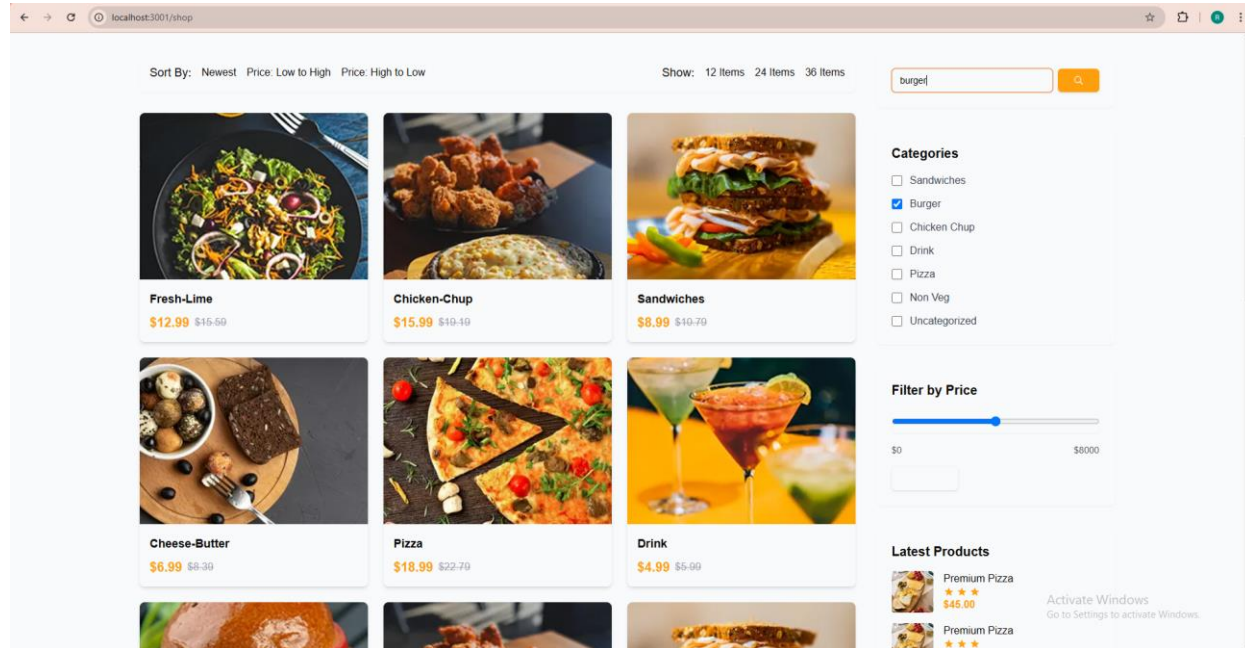 localhost:3001/shop
B
Sort By: Newest Price: Low to High Price: High to Low
Show: 12 Items 24 Items 36 Items
burger
Fresh-Lime
$12.99 $15.59
Chicken-Chup
$15.99 $19.19
Sandwiches
$8.99 $10.79
Cheese-Butter
$6.99 $8.39
Pizza
$18.99 $22.79
Drink
$4.99 $5.99
Categories
Sandwiches
Burger
Chicken Chup
Drink
Pizza
Non Veg
Uncategorized
Filter by Price
$0 $8000
Latest Products
Premium Pizza
$45.00
Premium Pizza
Activate Windows
Go to Settings to activate Windows.